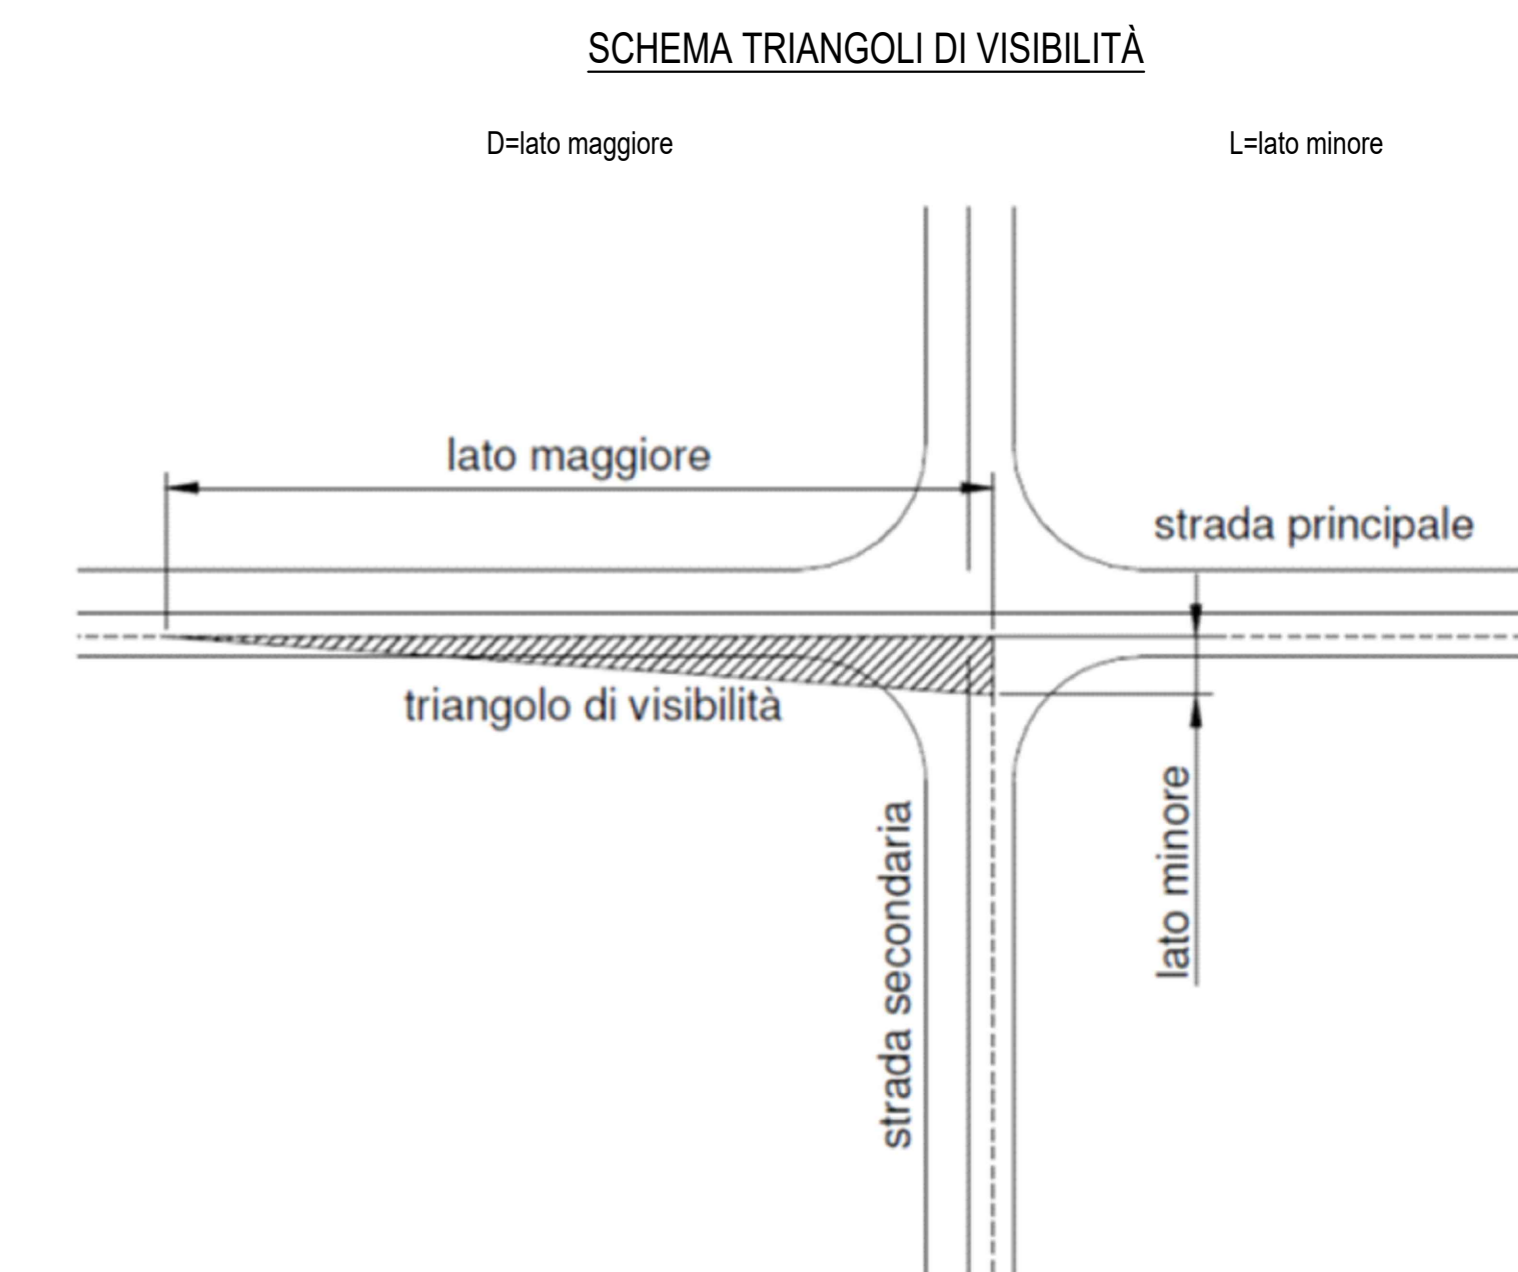 SCHEMA TRIANGOLI DI VISIBILITÀ
D=lato maggiore
L=lato minore
lato maggiore
strada principale
triangolo di visibilità
strada secondaria
lato minore